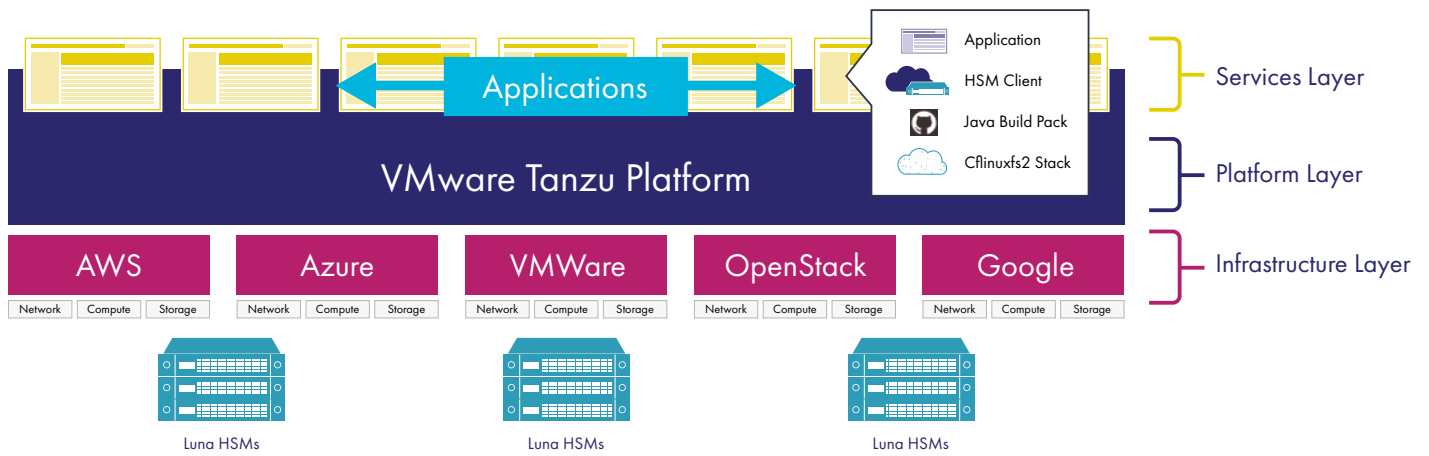 Application
HSM Client
Java Build Pack
Cflinuxfs2 Stack
Applications
Services Layer
VMware Tanzu Platform
Platform Layer
AWS
Azure
VMWare
OpenStack
Google
Infrastructure Layer
Network Compute Storage
Network Compute Storage
Network Compute Storage
Network Compute Storage
Network Compute Storage
Luna HSMs
Luna HSMs
Luna HSMs